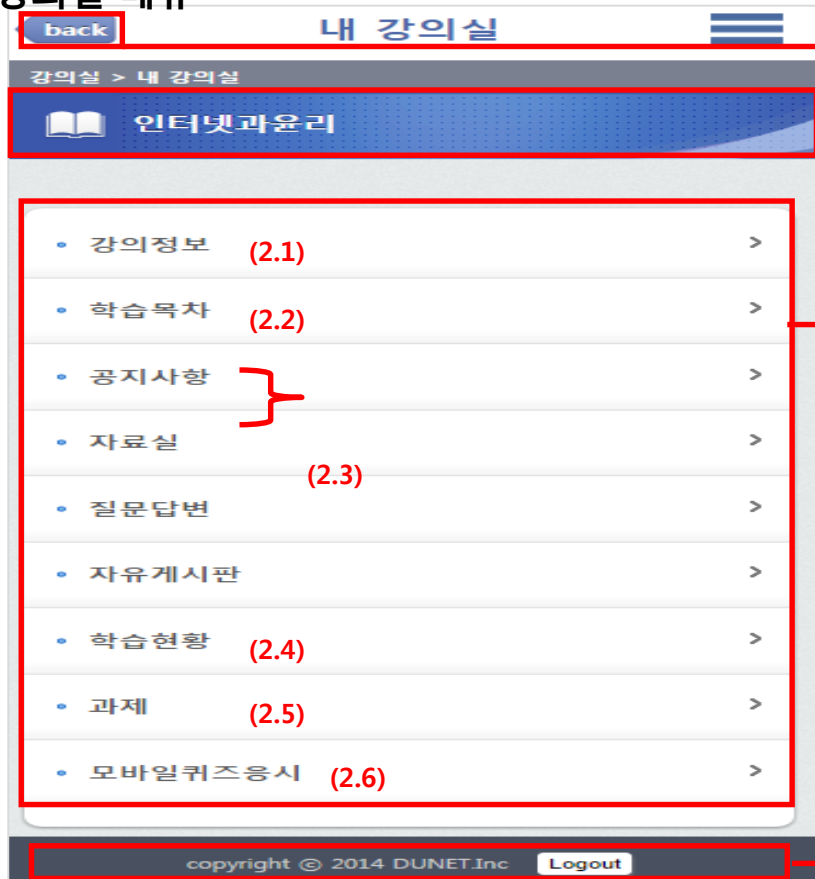 back 내 강의실
강의실 > 내 강의실
인터넷과윤리
강의정보 (2.1) >
학습목차 (2.2) >
공지사항 >
자료실 >
(2.3)
질문답변 >
자유게시판 >
학습현황 (2.4) >
과제 (2.5) >
모바일퀴즈응시 (2.6) >
copyright ⓒ 2014 DUNET.Inc Logout